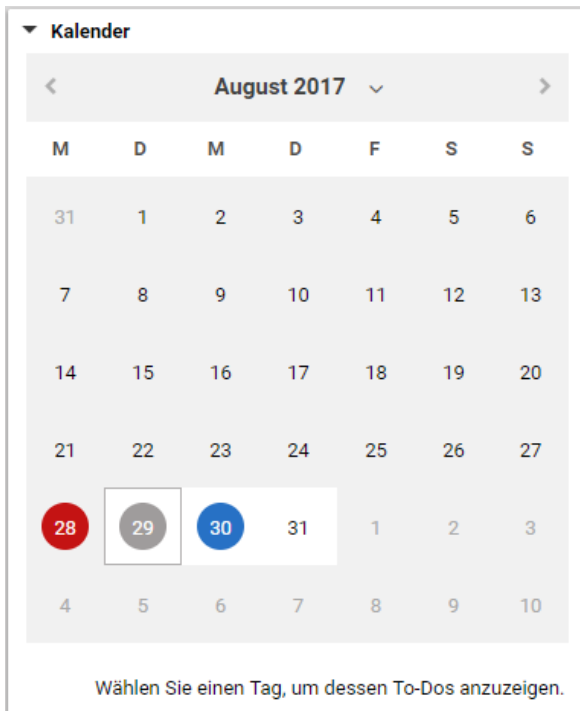 Kalender
August 2017
M D M D F S S
31 1 2 3 4 5 6
7 8 9 10 11 12 13
14 15 16 17 18 19 20
21 22 23 24 25 26 27
28 29 30 31 1 2 3
4 5 6 7 8 9 10
Wählen Sie einen Tag, um dessen To-Dos anzuzeigen.